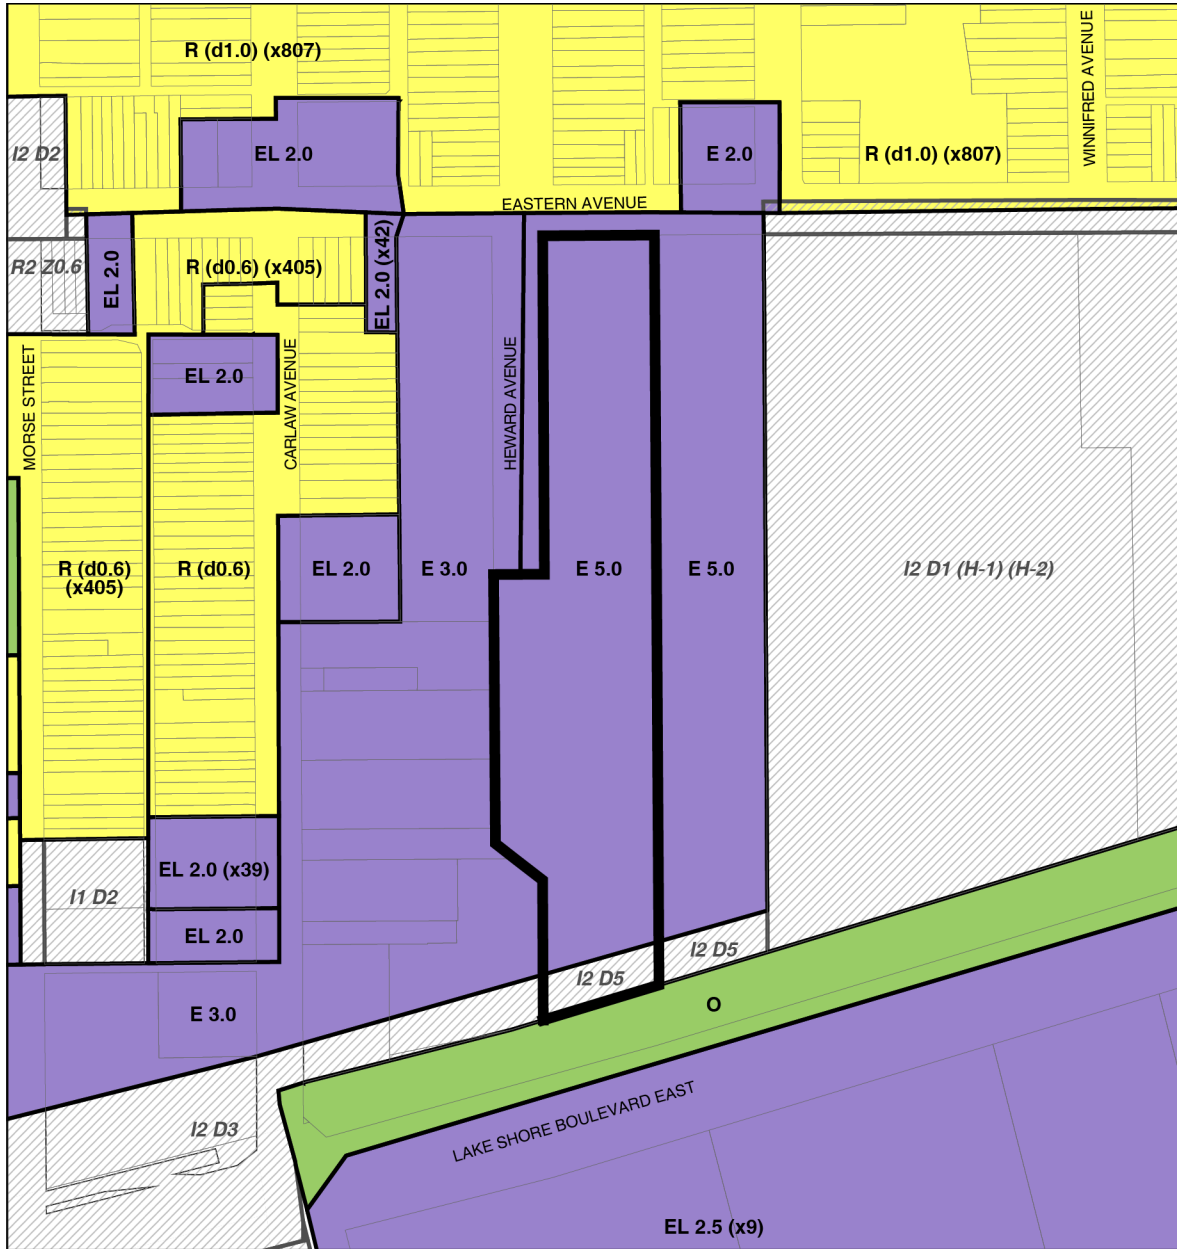 R (d1.0) (x807)
WINNIFRED AVENUE
I2 D2
EL 2.0
E 2.0
R (d1.0) (x807)
EASTERN AVENUE
R2 Z0.6
EL 2.0
R (d0.6) (x405)
EL 2.0 (x42)
MORSE STREET
EL 2.0
CARLAW AVENUE
HEWARD AVENUE
R (d0.6)
(x405)
R (d0.6)
EL 2.0
E 3.0
E 5.0
E 5.0
I2 D1 (H-1) (H-2)
EL 2.0 (x39)
I1 D2
EL 2.0
I2 D5
I2 D5
E 3.0
O
I2 D3
LAKE SHORE BOULEVARD EAST
EL 2.5 (x9)